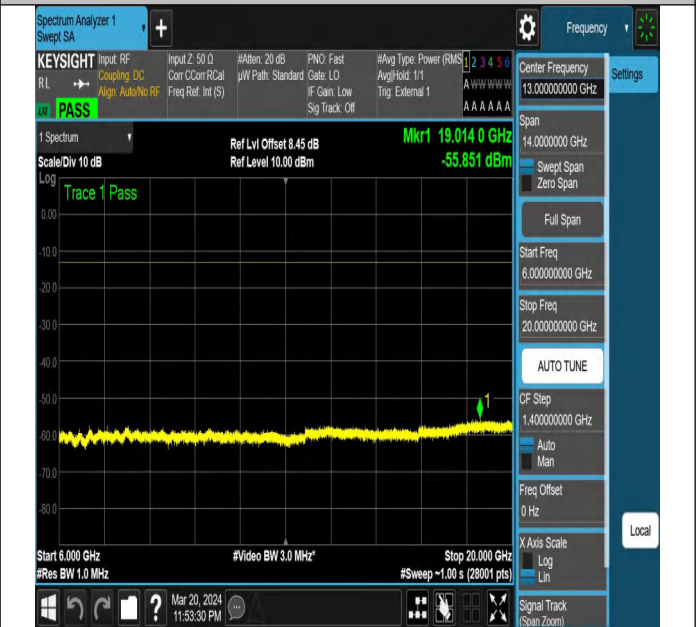 Spectrum Analyzer 1
Swept SA
Frequency
KEYSIGHT
RL
PASS
Input: RF
Coupling: DC
Align: Auto/No RF
Input Z: 50 Ω
Corr CCorr RCal
Freq Ref: Int (S)
#Atten: 20 dB
µW Path: Standard
PNO: Fast
Gate: LO
IF Gain: Low
Sig Track: Off
#Avg Type: Power (RMS
Avg|Hold: 1/1
Trig: External 1
1 2 3 4 5 6
A W W W W W
A A A A A A
Center Frequency
13.000000000 GHz
Settings
1 Spectrum
Scale/Div 10 dB
Ref Lvl Offset 8.45 dB
Ref Level 10.00 dBm
Mkr1 19.014 0 GHz
-55.851 dBm
Span
14.0000000 GHz
Swept Span
Zero Span
Full Span
Start Freq
6.000000000 GHz
Stop Freq
20.000000000 GHz
AUTO TUNE
CF Step
1.400000000 GHz
Auto
Man
Freq Offset
0 Hz
X Axis Scale
Log
Lin
Signal Track
(Span Zoom)
Local
Log
Trace 1 Pass
0.00
-10.0
-20.0
-30.0
-40.0
-50.0
-60.0
-70.0
-80.0
1
Start 6.000 GHz
#Res BW 1.0 MHz
#Video BW 3.0 MHz*
Stop 20.000 GHz
#Sweep ~1.00 s (28001 pts)
?
Mar 20, 2024
11:53:30 PM